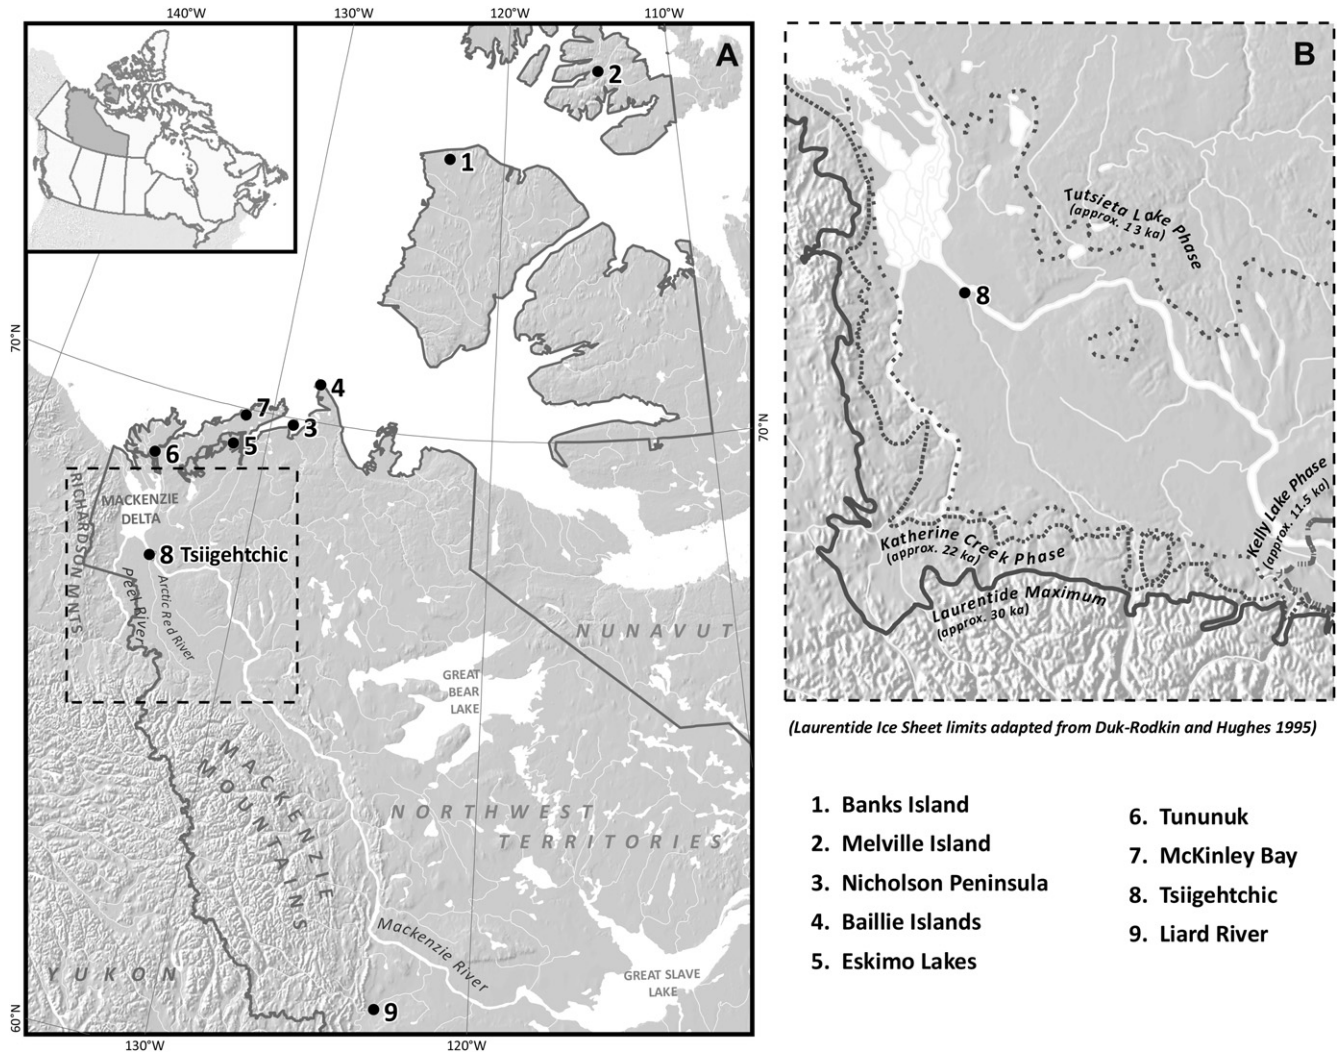 140°W
130°W
120°W
110°W
A
B
2
1
70°N
4
7
3
5
6
RICHARDSON MNTS
MACKENZIE
DELTA
8 Tsiigehtchic
Peel River
Arctic Red River
70°N
NUNAVUT
GREAT
BEAR
LAKE
MACKENZIE
MOUNTAINS
NORTHWEST
TERRITORIES
Mackenzie River
YUKON
GREAT SLAVE
LAKE
9
60°N
130°W
120°W
Tutsieta Lake Phase
(approx. 13 ka)
8
Kelly Lake Phase
(approx. 11.5 ka)
Katherine Creek Phase
(approx. 22 ka)
Laurentide Maximum
(approx. 30 ka)
(Laurentide Ice Sheet limits adapted from Duk-Rodkin and Hughes 1995)
1. Banks Island
2. Melville Island
3. Nicholson Peninsula
4. Baillie Islands
5. Eskimo Lakes
6. Tununuk
7. McKinley Bay
8. Tsiigehtchic
9. Liard River